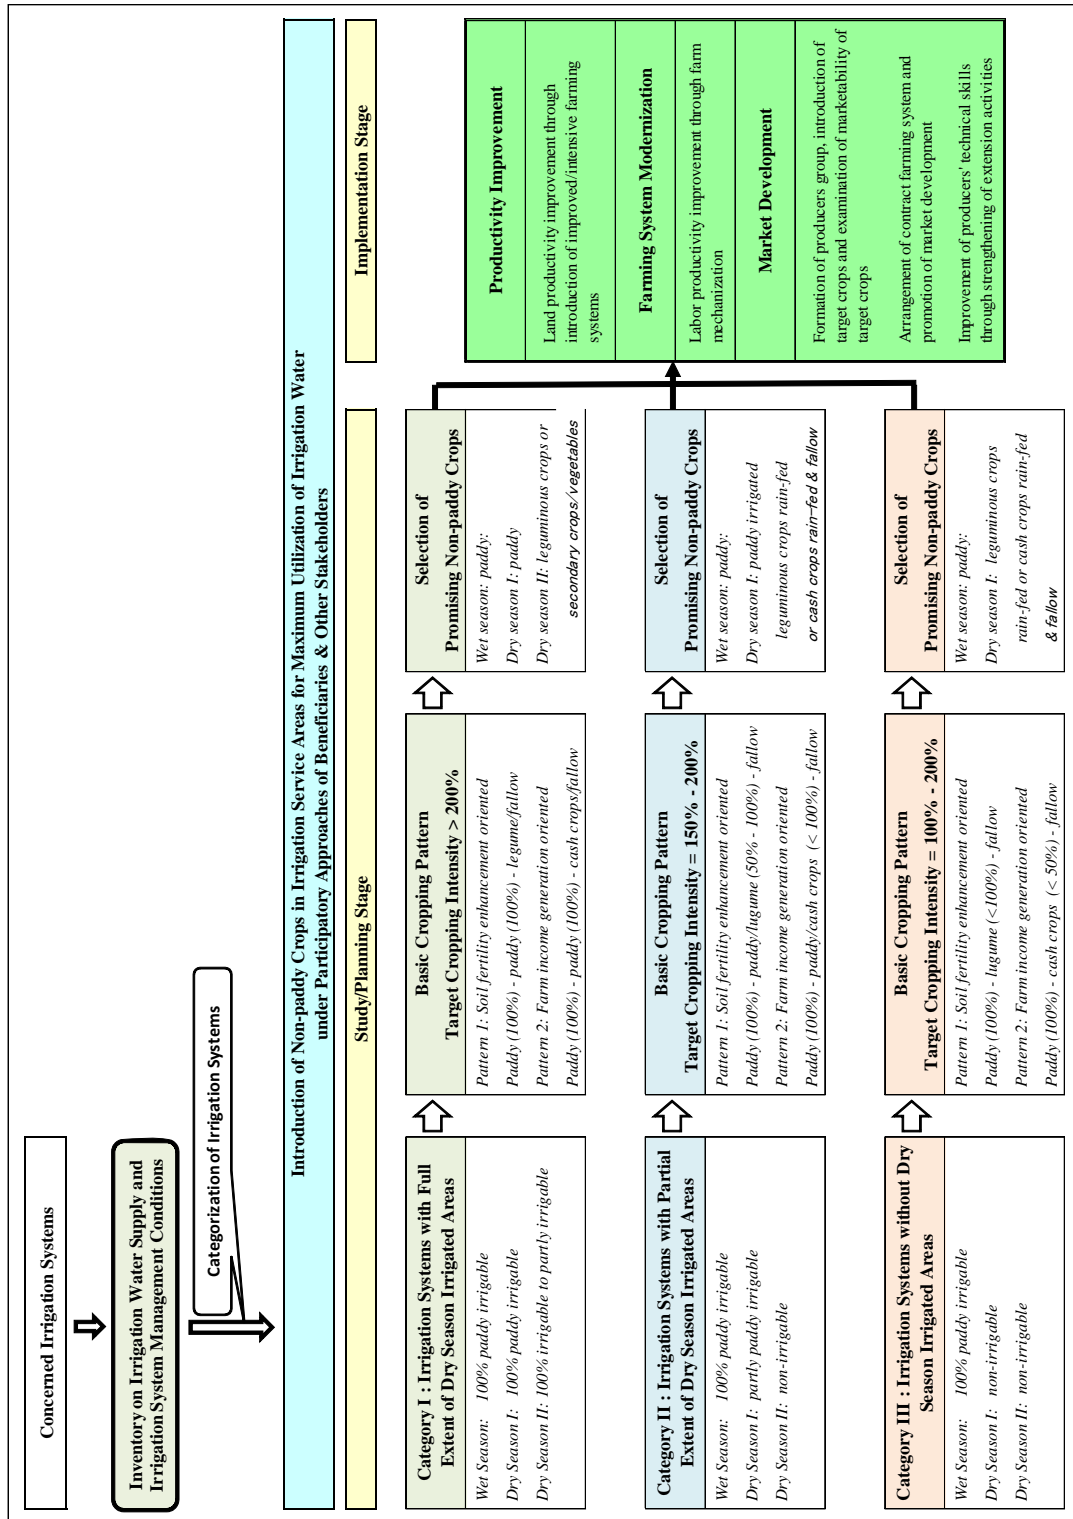 Concerned Irrigation Systems
Inventory on Irrigation Water Supply and
Irrigation System Management Conditions
Categorization of Irrigation Systems
Introduction of Non-paddy Crops in Irrigation Service Areas for Maximum Utilization of Irrigation Water
under Participatory Approaches of Beneficiaries & Other Stakeholders
Study/Planning Stage
Implementation Stage
Category I : Irrigation Systems with Full
Extent of Dry Season Irrigated Areas
Wet Season: 100% paddy irrigable
Dry Season I: 100% paddy irrigable
Dry Season II: 100% irrigable to partly irrigable
Basic Cropping Pattern
Target Cropping Intensity > 200%
Pattern 1: Soil fertility enhancement oriented
Paddy (100%) - paddy (100%) - legume/fallow
Pattern 2: Farm income generation oriented
Paddy (100%) - paddy (100%) - cash crops/fallow
Selection of
Promising Non-paddy Crops
Wet season: paddy:
Dry season I: paddy
Dry season II: leguminous crops or
secondary crops/vegetables
Category II : Irrigation Systems with Partial
Extent of Dry Season Irrigated Areas
Wet Season: 100% paddy irrigable
Dry Season I: partly paddy irrigable
Dry Season II: non-irrigable
Basic Cropping Pattern
Target Cropping Intensity = 150% - 200%
Pattern 1: Soil fertility enhancement oriented
Paddy (100%) - paddy/lugume (50% - 100%) - fallow
Pattern 2: Farm income generation oriented
Paddy (100%) - paddy/cash crops (< 100%) - fallow
Selection of
Promising Non-paddy Crops
Wet season: paddy:
Dry season I: paddy irrigated
leguminous crops rain-fed
or cash crops rain-fed & fallow
Category III : Irrigation Systems without Dry
Season Irrigated Areas
Wet Season: 100% paddy irrigable
Dry Season I: non-irrigable
Dry Season II: non-irrigable
Basic Cropping Pattern
Target Cropping Intensity = 100% - 200%
Pattern 1: Soil fertility enhancement oriented
Paddy (100%) - lugume (<100%) - fallow
Pattern 2: Farm income generation oriented
Paddy (100%) - cash crops (< 50%) - fallow
Selection of
Promising Non-paddy Crops
Wet season: paddy:
Dry season I: leguminous crops
rain-fed or cash crops rain-fed
& fallow
Productivity Improvement
Land productivity improvement through
introduction of improved/intensive farming
systems
Farming System Modernization
Labor productivity improvement through farm
mechanization
Market Development
Formation of producers group, introduction of
target crops and examination of marketability of
target crops
Arrangement of contract farming system and
promotion of market development
Improvement of producers' technical skills
through strengthening of extension activities